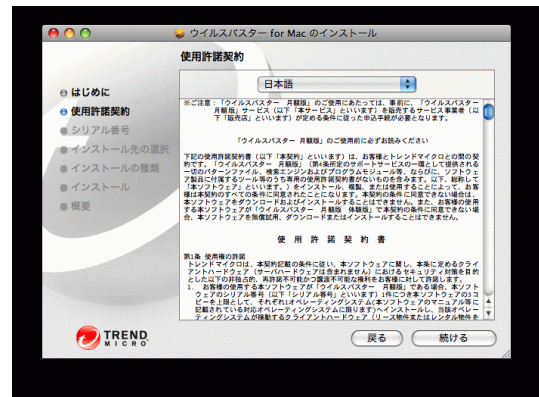 ウイルスバスター for Mac のインストール
使用許諾契約
はじめに
使用許諾契約
シリアル番号
インストール先の選択
インストールの種類
インストール
概要
日本語
※ご注意：「ウイルスバスター 月額版」のご使用にあたっては、事前に、「ウイルスバスター
月額版」サービス（以下「本サービス」といいます）を販売するサービス事業者（以
下「販売店」といいます）が定める条件に従った申込手続が必要となります。
「ウイルスバスター 月額版」のご使用前に必ずお読みください
下記の使用許諾契約書（以下「本契約」といいます）は、お客様とトレンドマイクロとの間の契
約です。「ウイルスバスター 月額版」（第4条所定のサポートサービスの一環として提供される
一切のパターンファイル、検索エンジンおよびプログラムモジュール等、ならびに、ソフトウェ
ア製品に付属するツール等のうち専用の使用許諾契約書がないものを含みます。以下、総称して
「本ソフトウェア」といいます。）をインストール、複製、または使用することによって、お客
様は本契約のすべての条件に同意されたことになります。本契約の条件に同意できない場合は、
本ソフトウェアをダウンロードおよびインストールすることはできません。また、お客様の使用
する本ソフトウェアが「ウイルスバスター 月額版 体験版」で本契約の条件に同意できない場
合、本ソフトウェアを無償試用、ダウンロードまたはインストールすることはできません。
使 用 許 諾 契 約 書
第1条 使用権の許諾
トレンドマイクロは、本契約記載の条件に従い、本ソフトウェアに関し、本条に定めるクライ
アントハードウェア（サーバハードウェアは含まれません）におけるセキュリティ対策を目的
とした以下の非独占的、再許諾不可能かつ譲渡不可能な権利をお客様に対して許諾します。
1. お客様の使用する本ソフトウェアが「ウイルスバスター 月額版」である場合、本ソフト
ウェアのシリアル番号（以下「シリアル番号」といいます）1件につき本ソフトウェアの3コ
ピーを上限として、それぞれ1オペレーティングシステム(本ソフトウェアのマニュアル等に
記載されている対応オペレーティングシステムに限ります)へインストールし、当該オペレー
ティングシステムが稼動するクライアントハードウェア（リース物件またはレンタル物件を
TREND
MICRO
戻る
続ける